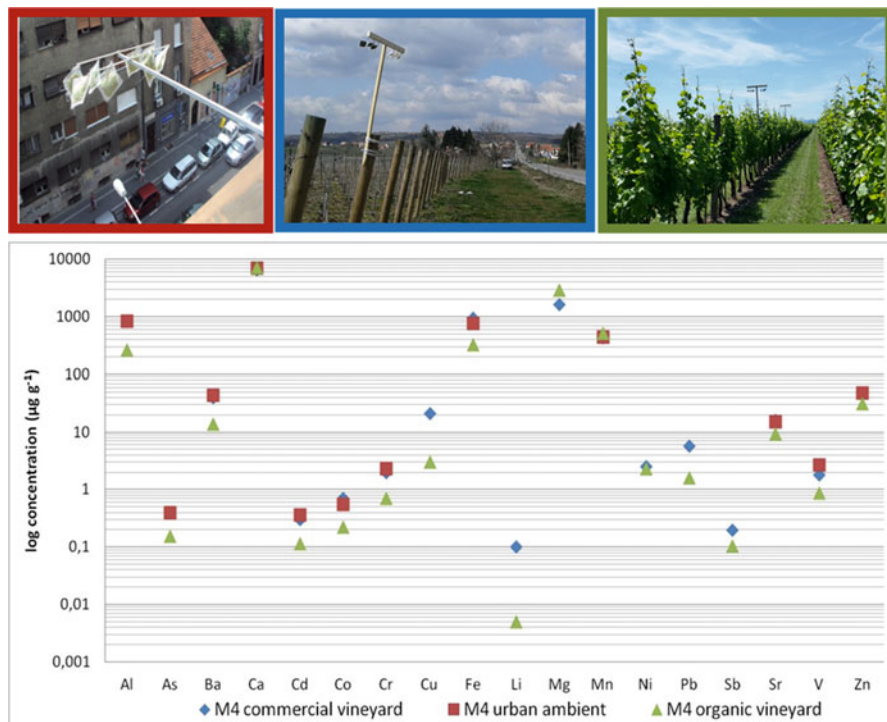 10000
1000
100
10
1
0,1
0,01
0,001
log concentration (µg g⁻¹)
Al As Ba Ca Cd Co Cr Cu Fe Li Mg Mn Ni Pb Sb Sr V Zn
M4 commercial vineyard M4 urban ambient M4 organic vineyard